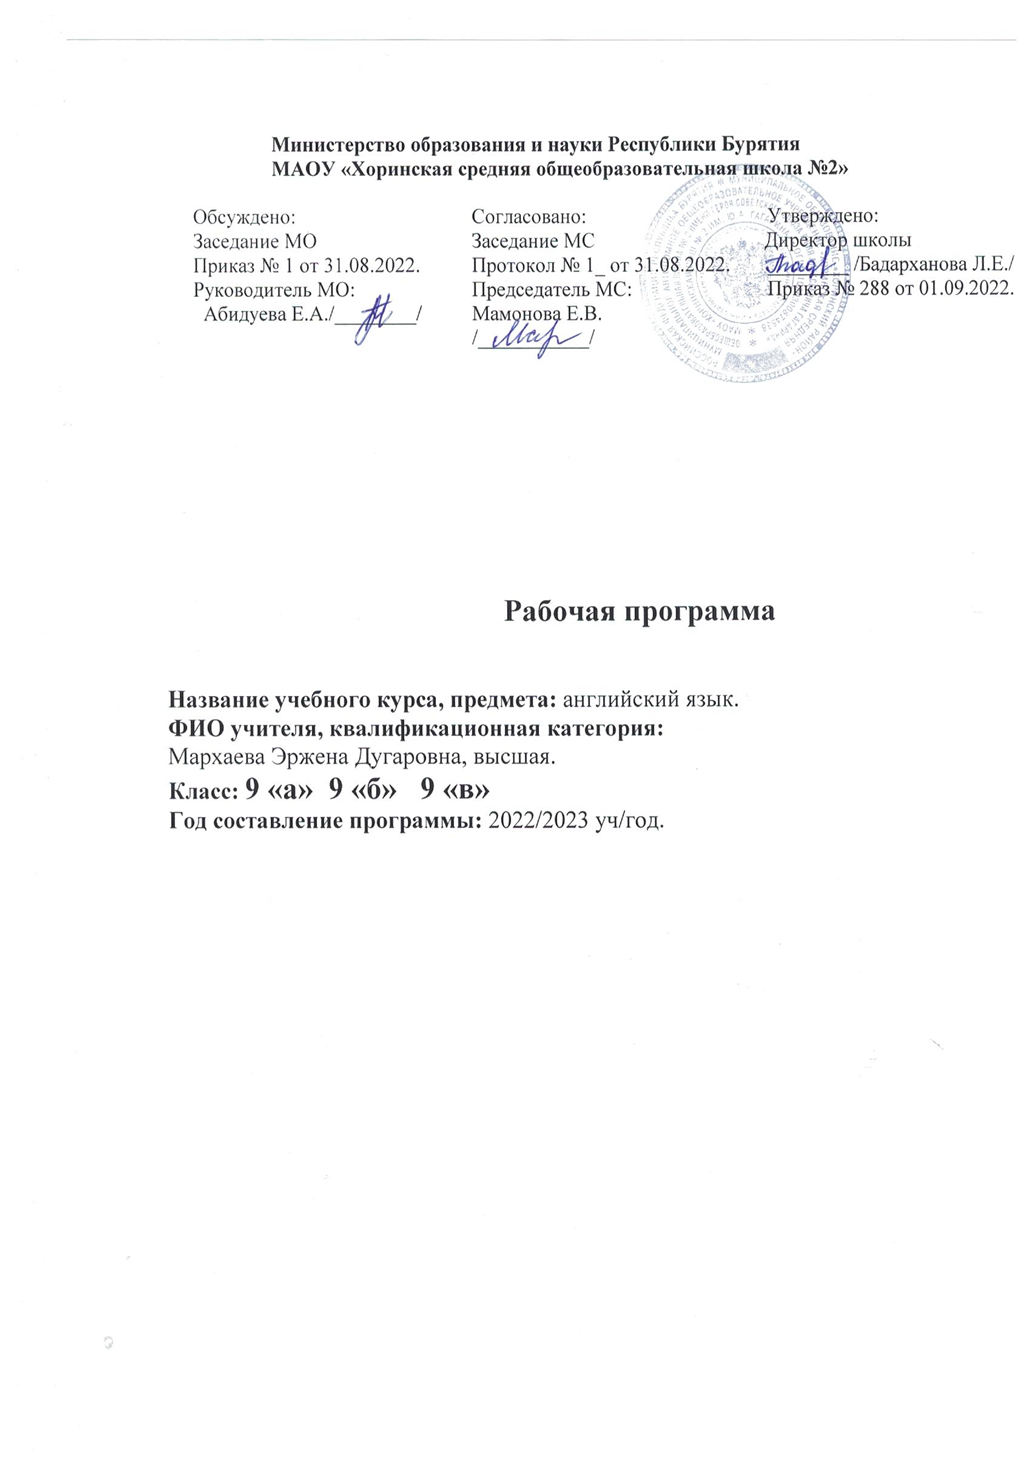 Министерство образования и науки Республики Бурятия
МАОУ «Хоринская средняя общеобразовательная школа №2»
Обсуждено:
Заседание МО
Приказ № 1 от 31.08.2022.
Руководитель МО:
Абидуева Е.А./________/
Согласовано:
Заседание МС
Протокол № 1_ от 31.08.2022.
Председатель МС:
Мамонова Е.В.
/___________/
Утверждено:
Директор школы
________ /Бадарханова Л.Е./
Приказ № 288 от 01.09.2022.
Рабочая программа
Название учебного курса, предмета: английский язык.
ФИО учителя, квалификационная категория:
Мархаева Эржена Дугаровна, высшая.
Класс: 9 «а» 9 «б» 9 «в»
Год составление программы: 2022/2023 уч/год.